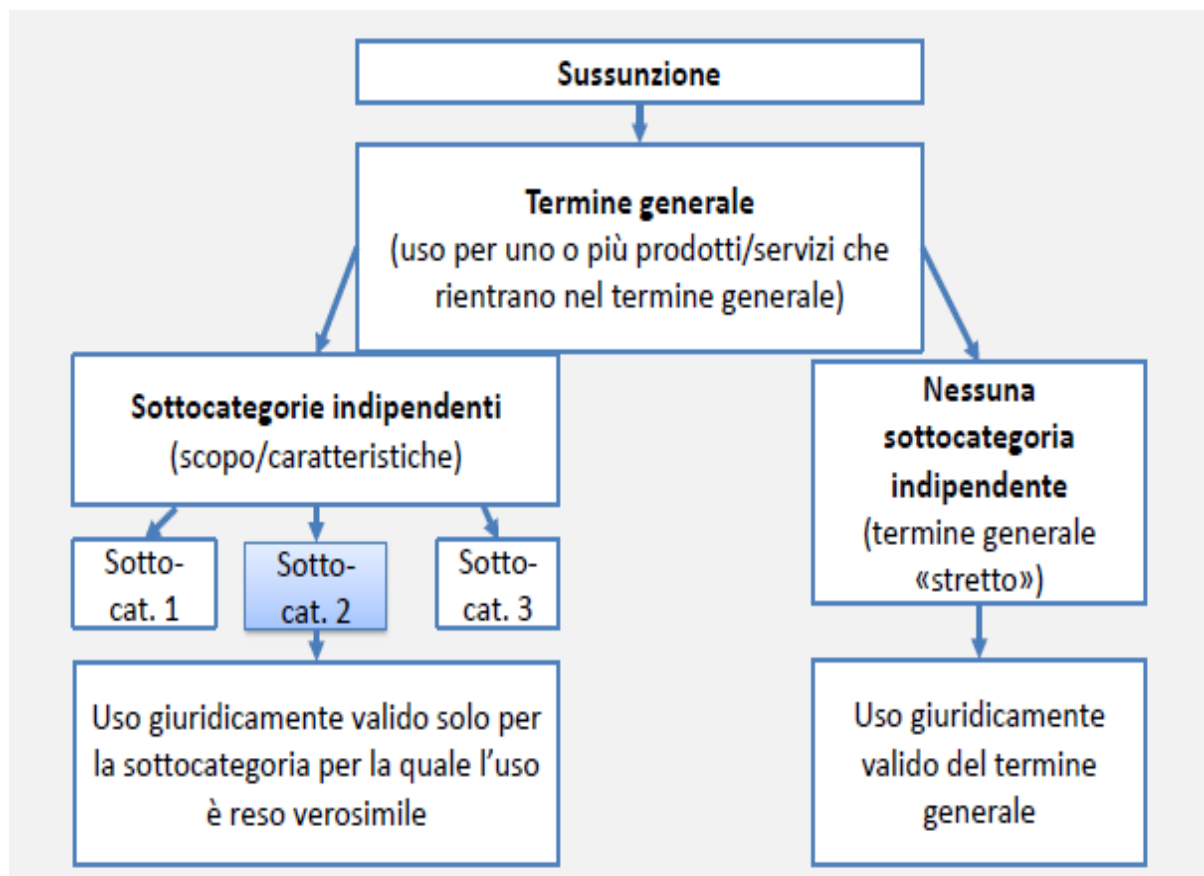 Sussunzione
Termine generale
(uso per uno o più prodotti/servizi che
rientrano nel termine generale)
Sottocategorie indipendenti
(scopo/caratteristiche)
Nessuna
sottocategoria
indipendente
(termine generale
«stretto»)
Sotto-
cat. 1
Sotto-
cat. 2
Sotto-
cat. 3
Uso giuridicamente valido solo per
la sottocategoria per la quale l’uso
è reso verosimile
Uso giuridicamente
valido del termine
generale